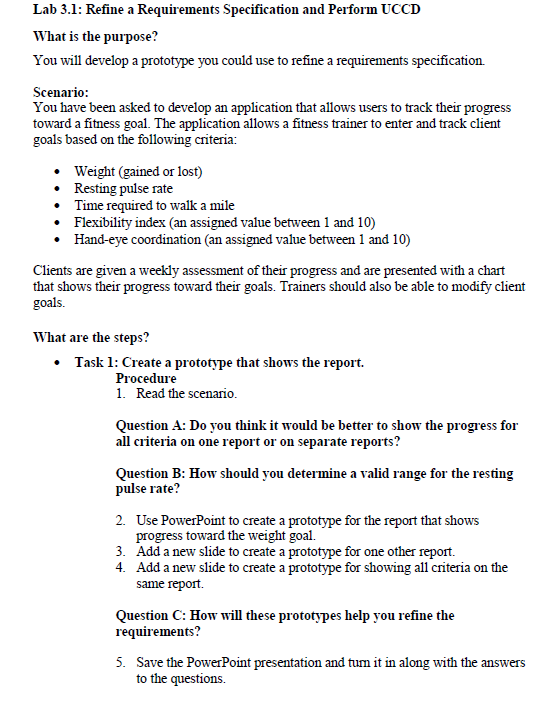 Lab 3.1: Refine a Requirements Specification and Perform UCCD
What is the purpose?
You will develop a prototype you could use to refine a requirements specification.
Scenario:
You have been asked to develop an application that allows users to track their progress
toward a fitness goal. The application allows a fitness trainer to enter and track client
goals based on the following criteria:
• Weight (gained or lost)
• Resting pulse rate
• Time required to walk a mile
• Flexibility index (an assigned value between 1 and 10)
• Hand-eye coordination (an assigned value between 1 and 10)
Clients are given a weekly assessment of their progress and are presented with a chart
that shows their progress toward their goals. Trainers should also be able to modify client
goals.
What are the steps?
• Task 1: Create a prototype that shows the report.
Procedure
1. Read the scenario.
Question A: Do you think it would be better to show the progress for
all criteria on one report or on separate reports?
Question B: How should you determine a valid range for the resting
pulse rate?
2. Use PowerPoint to create a prototype for the report that shows
progress toward the weight goal.
3. Add a new slide to create a prototype for one other report.
4. Add a new slide to create a prototype for showing all criteria on the
same report.
Question C: How will these prototypes help you refine the
requirements?
5. Save the PowerPoint presentation and turn it in along with the answers
to the questions.